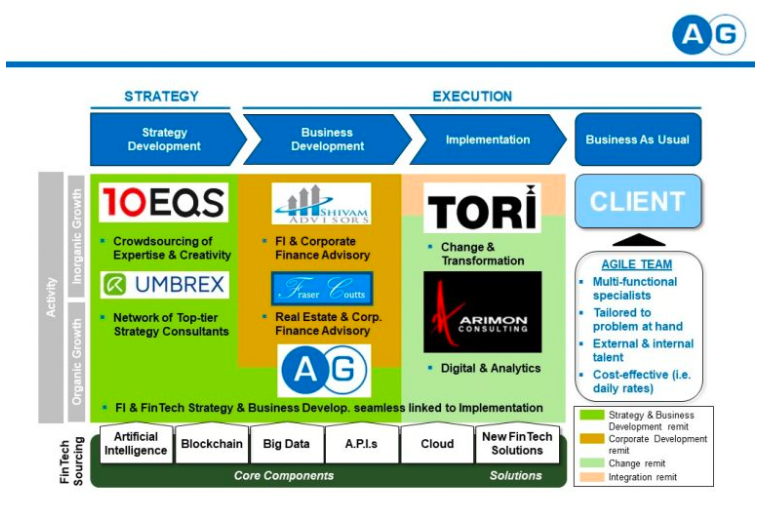 A G
STRATEGY
EXECUTION
Strategy
Development
Business
Development
Implementation
Business As Usual
Activity
Inorganic Growth
Organic Growth
10EQS
▪ Crowdsourcing of
Expertise & Creativity
UMBREX
▪ Network of Top-tier
Strategy Consultants
SHIVAM
ADVISORS
▪ FI & Corporate
Finance Advisory
Fraser Coutts
▪ Real Estate & Corp.
Finance Advisory
A G
TORI
▪ Change &
Transformation
ARIMON
CONSULTING
▪ Digital & Analytics
▪ FI & FinTech Strategy & Business Develop. seamless linked to Implementation
CLIENT
AGILE TEAM
▪ Multi-functional
specialists
▪ Tailored to
problem at hand
▪ External & internal
talent
▪ Cost-effective (i.e.
daily rates)
Strategy & Business
Development remit
Corporate Development
remit
Change remit
Integration remit
FinTech
Sourcing
Artificial
Intelligence
Blockchain
Big Data
A.P.I.s
Cloud
New FinTech
Solutions
Core Components
Solutions